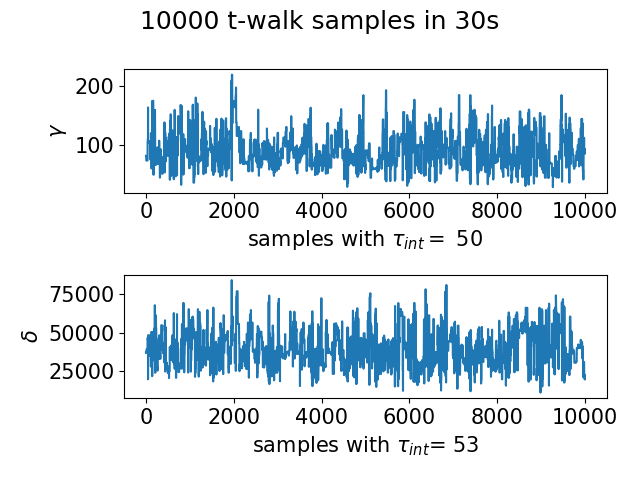 10000 t-walk samples in 30s
200
100
γ
0 2000 4000 6000 8000 10000
samples with τ_int = 50
75000
50000
25000
δ
0 2000 4000 6000 8000 10000
samples with τ_int= 53